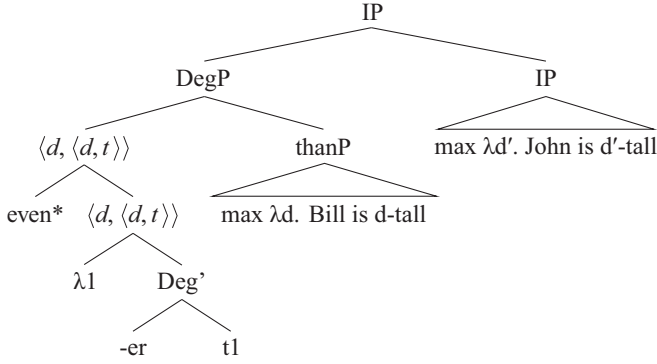 IP
DegP IP
⟨d, ⟨d, t⟩⟩ thanP max λd′. John is d′-tall
even* ⟨d, ⟨d, t⟩⟩ max λd. Bill is d-tall
λ1 Deg’
-er t1